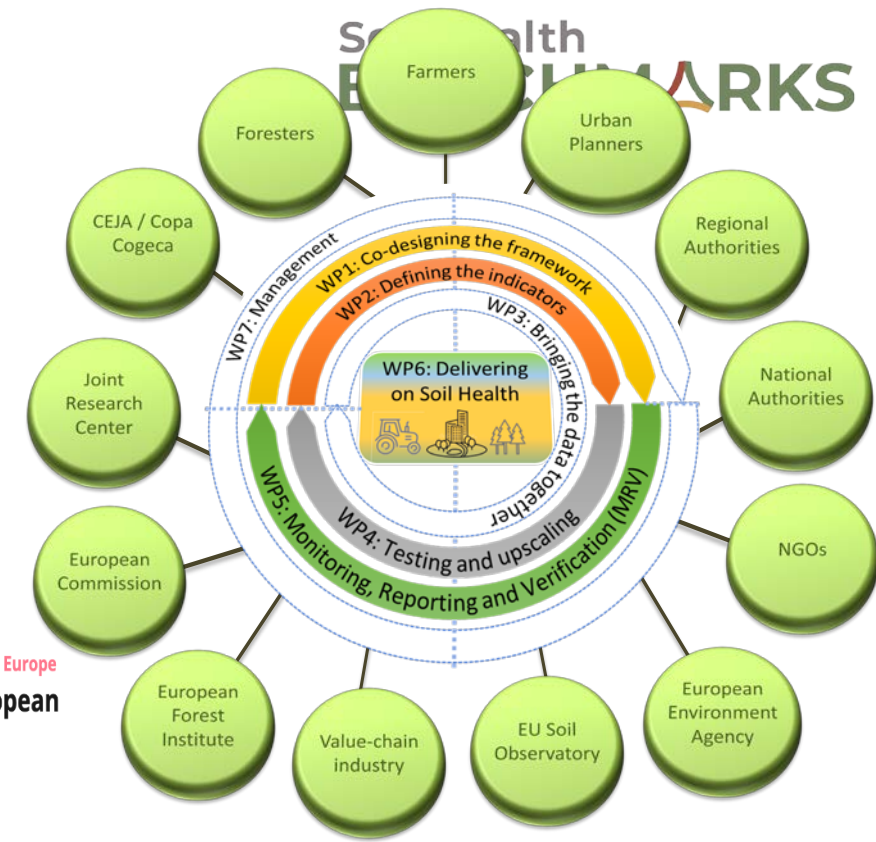 Farmers
Foresters
Urban
Planners
CEJA / Copa
Cogeca
Regional
Authorities
Joint
Research
Center
National
Authorities
European
Commission
NGOs
European
Forest
Institute
Value-chain
industry
EU Soil
Observatory
European
Environment
Agency
WP7: Management
WP1: Co-designing the framework
WP2: Defining the indicators
WP3: Bringing the data together
WP6: Delivering
on Soil Health
WP4: Testing and upscaling
WP5: Monitoring, Reporting and Verification (MRV)
Europe